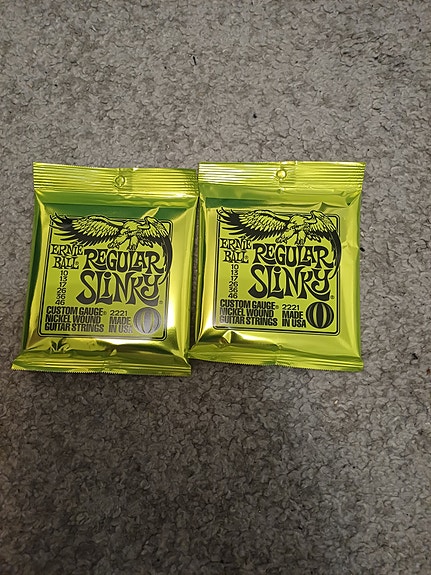 ERNIE
BALL
REGULAR
SLINKY
10
13
17
26
36
46
CUSTOM GAUGE® 2221
NICKEL WOUND MADE
GUITAR STRINGS IN USA
ERNIE
BALL
REGULAR
SLINKY
10
13
17
26
36
46
CUSTOM GAUGE® 2221
NICKEL WOUND MADE
GUITAR STRINGS IN USA